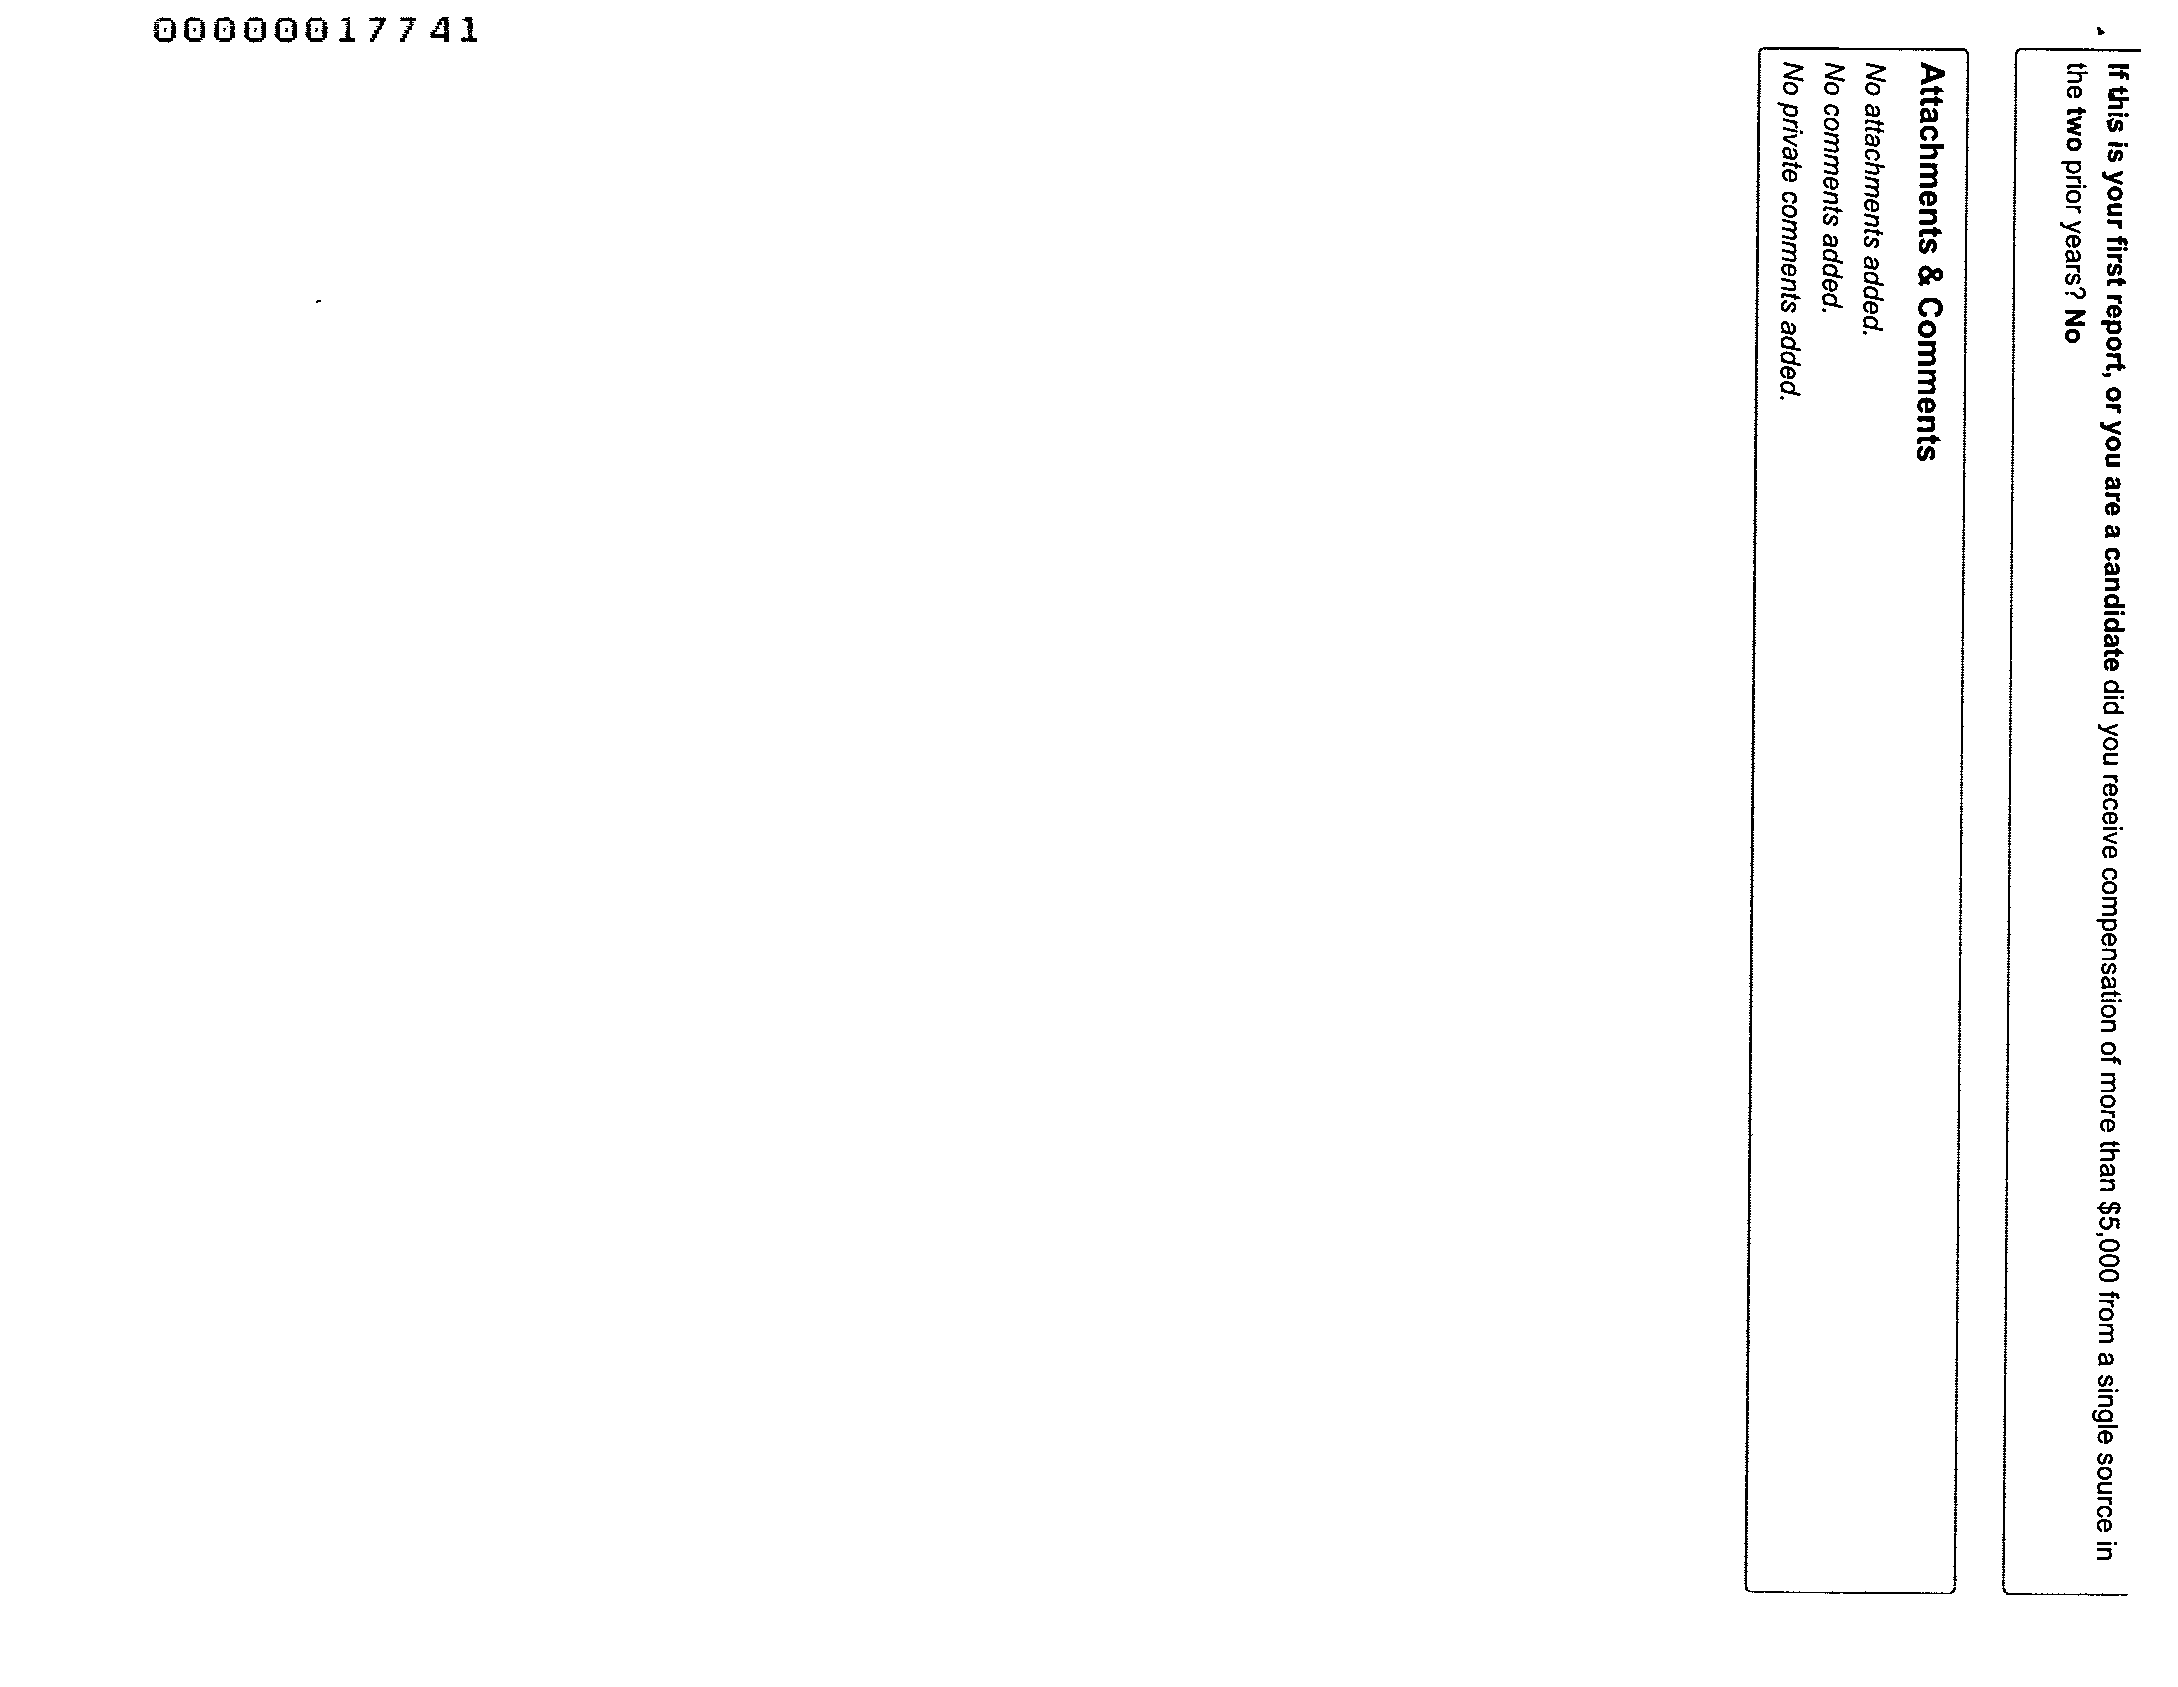 00000017741
If this is your first report, or you are a candidate did you receive compensation of more than $5,000 from a single source in
the two prior years? No
Attachments & Comments
No attachments added.
No comments added.
No private comments added.